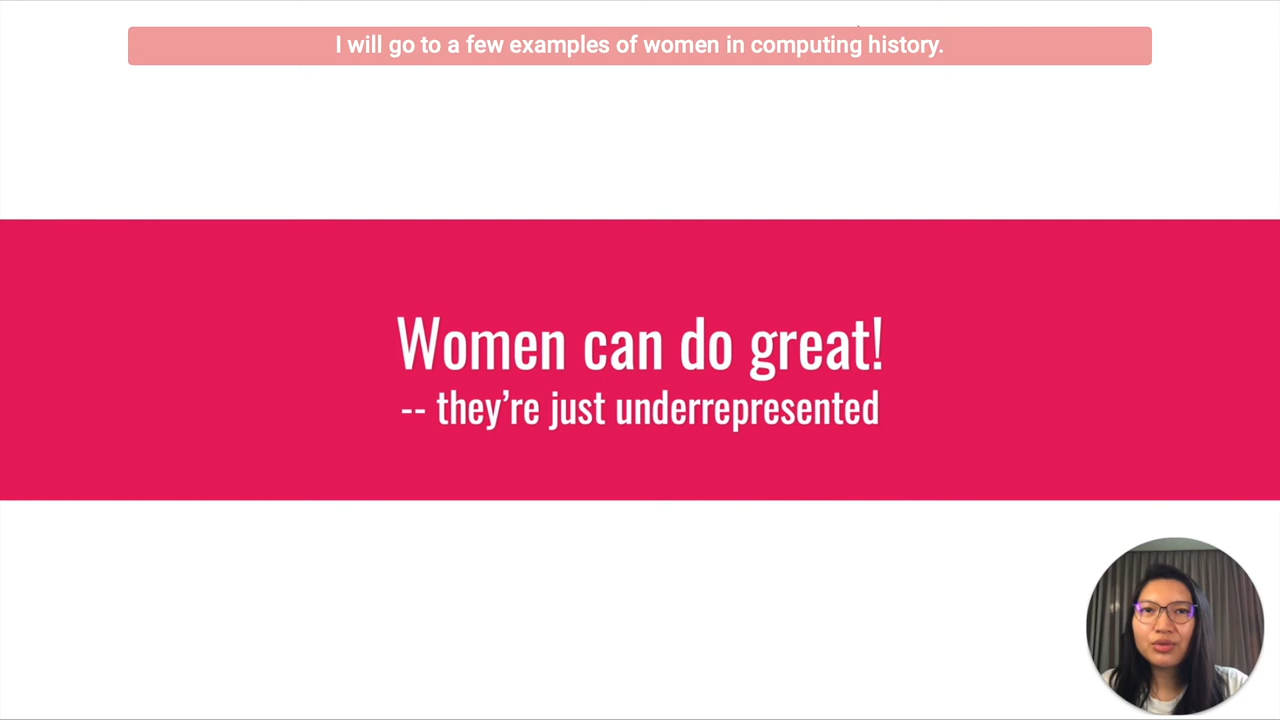 I will go to a few examples of women in computing history.
Women can do great!
-- they’re just underrepresented